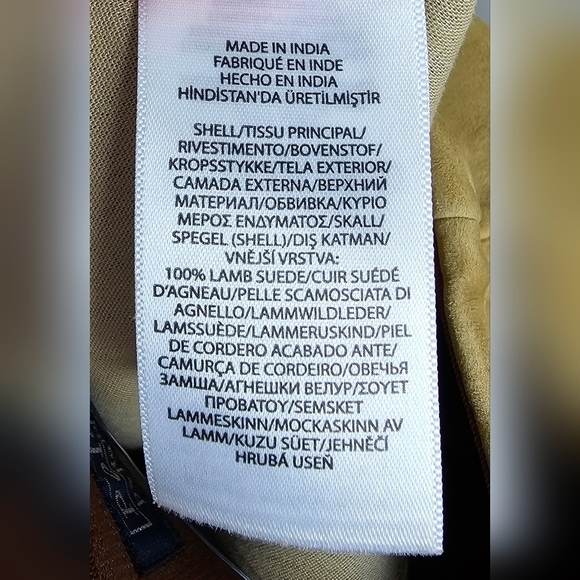 MADE IN INDIA
FABRIQUÉ EN INDE
HECHO EN INDIA
HİNDİSTAN'DA ÜRETİLMİŞTİR
SHELL/TISSU PRINCIPAL/
RIVESTIMENTO/BOVENSTOF/
KROPSSTYKKE/TELA EXTERIOR/
CAMADA EXTERNA/ВЕРХНИЙ
МАТЕРИАЛ/ОБВИВКА/ΚΥΡΙΟ
ΜΕΡΟΣ ΕΝΔΥΜΑΤΟΣ/SKALL/
SPEGEL (SHELL)/DIŞ KATMAN/
VNĚJŠÍ VRSTVA:
100% LAMB SUEDE/CUIR SUÉDÉ
D'AGNEAU/PELLE SCAMOSCIATA DI
AGNELLO/LAMMWILDLEDER/
LAMSSUÈDE/LAMMERUSKIND/PIEL
DE CORDERO ACABADO ANTE/
CAMURÇA DE CORDEIRO/ОВЕЧЬЯ
ЗАМША/АГНЕШКИ ВЕЛУР/ΣΟΥΕΤ
ΠΡΟΒΑΤΟΥ/SEMSKET
LAMMESKINN/MOCKASKINN AV
LAMM/KUZU SÜET/JEHNĚČÍ
HRUBÁ USEŇ